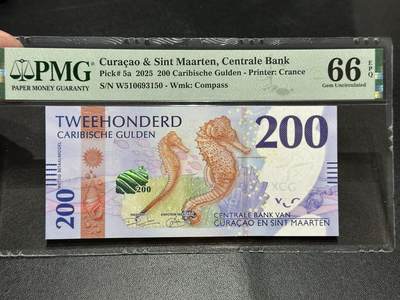 PMG
PAPER MONEY GUARANTY
Curaçao & Sint Maarten, Centrale Bank
Pick# 5a 2025 200 Caribische Gulden - Printer: Crance
S/N W510693150 - Wmk: Compass
66 EPQ
Gem Uncirculated
TWEEHONDERD
CARIBISCHE GULDEN
200
200
200
XCG
CENTRALE BANK VAN
CURAÇAO EN SINT MAARTEN